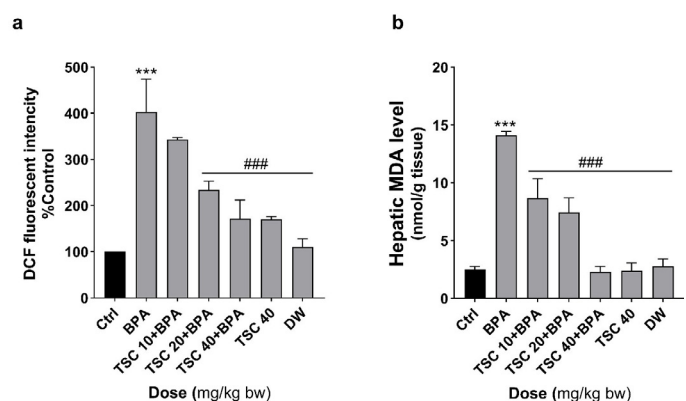 a
DCF fluorescent intencity
%Control
500
400
300
200
100
0
***
###
Ctrl
BPA
TSC 10+BPA
TSC 20+BPA
TSC 40+BPA
TSC 40
DW
Dose (mg/kg bw)
b
Hepatic MDA level
(nmol/g tissue)
20
15
10
5
0
***
###
Ctrl
BPA
TSC 10+BPA
TSC 20+BPA
TSC 40+BPA
TSC 40
DW
Dose (mg/kg bw)